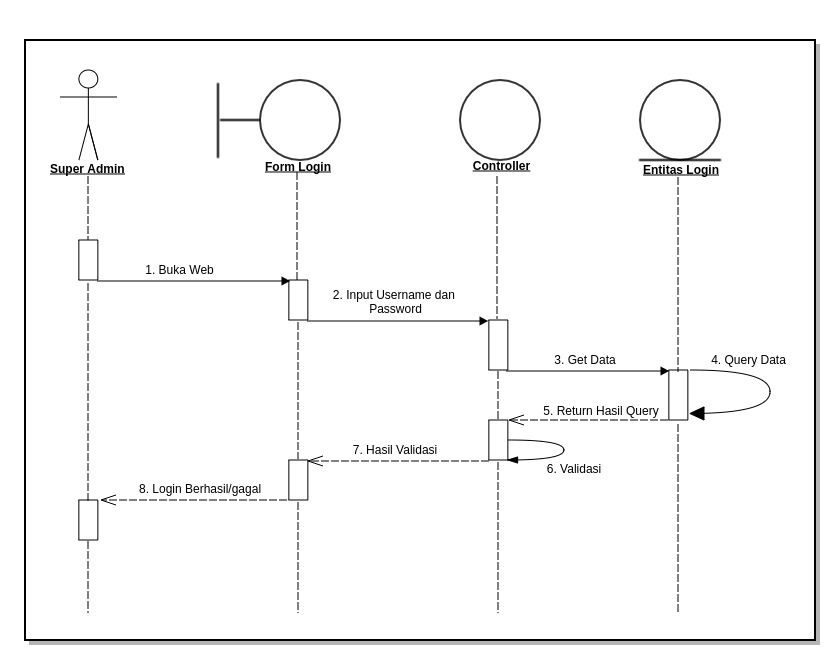 Super Admin
Form Login
Controller
Entitas Login
1. Buka Web
2. Input Username dan
Password
3. Get Data
4. Query Data
5. Return Hasil Query
6. Validasi
7. Hasil Validasi
8. Login Berhasil/gagal